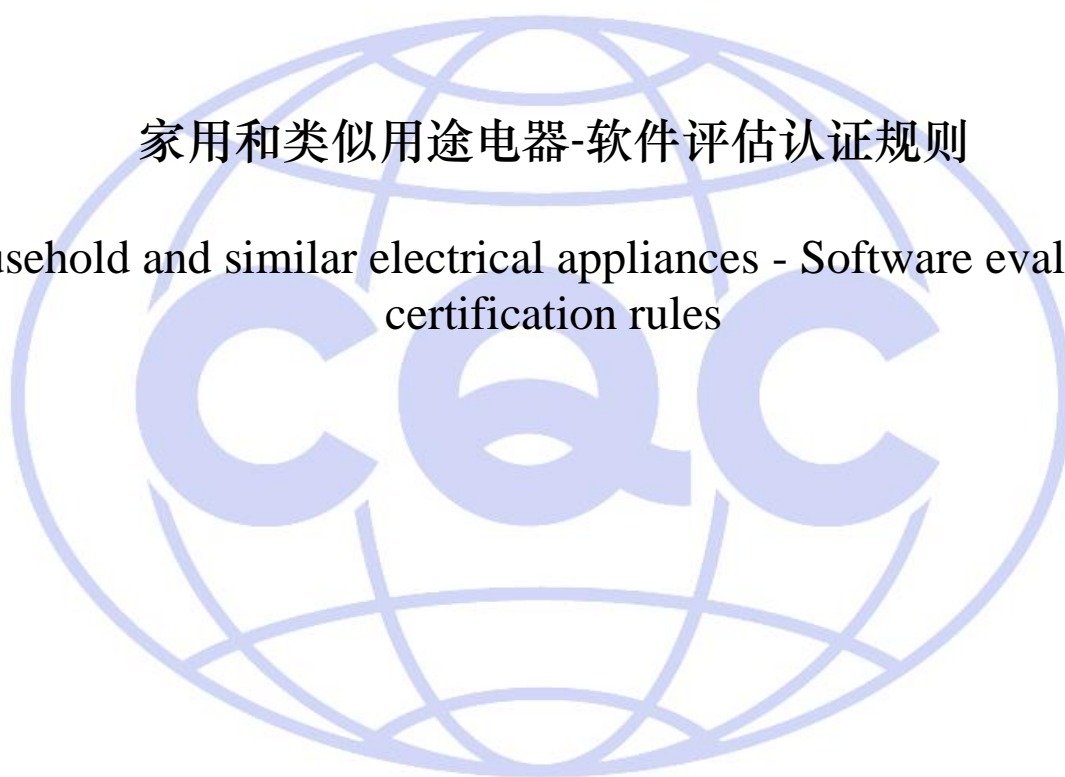 家用和类似用途电器-软件评估认证规则
usehold and similar electrical appliances - Software eval
certification rules
CQC